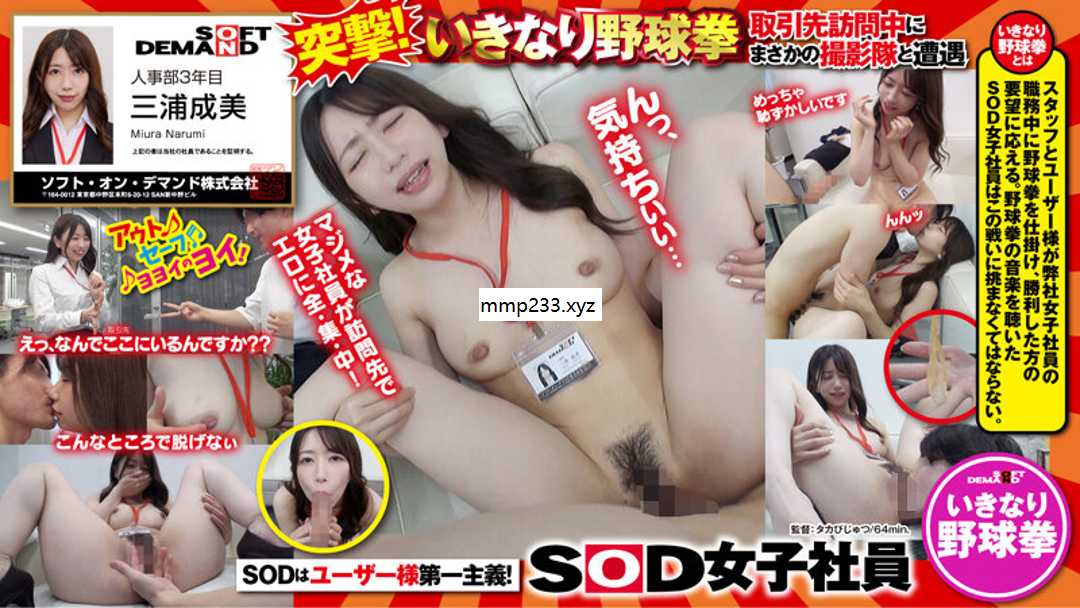 SOFT
ON
DEMAND
人事部3年目
三浦成美
Miura Narumi
上記の者は当社の社員であることを証明する。
ソフト・オン・デマンド株式会社
突撃!
いきなり野球拳
取引先訪問中に
まさかの撮影隊と遭遇
いきなり
野球拳
とは
スタッフとユーザー様が弊社女子社員の
職務中に野球拳を仕掛け、勝利した方の
要望に応える。野球拳の音楽を聴いた
SOD女子社員はこの戦いに挑まなくてはならない。
アウト♪
セーフ♪
♪ヨヨイのヨイ!
取引先
えっ、なんでここにいるんですか??
こんなところで脱げなぃ
マジメな
女子社員が訪問先で
エロに全・集・中!
んっ、
気持ちいい…
めっちゃ
恥ずかしいです
んんッ
mmp233.xyz
SODはユーザー様第一主義!
監督:タカびじゅつ/64min.
SOD女子社員
SOFT
ON
DEMAND
いきなり
野球拳